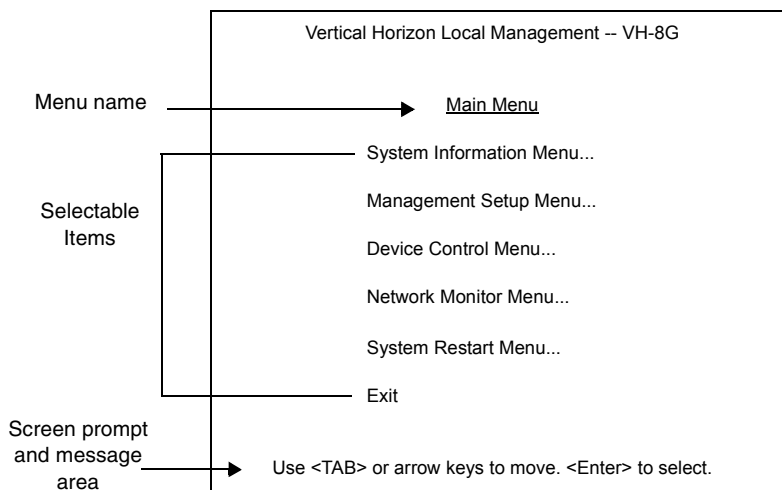 Vertical Horizon Local Management -- VH-8G
Menu name
Main Menu
System Information Menu...
Management Setup Menu...
Selectable
Items
Device Control Menu...
Network Monitor Menu...
System Restart Menu...
Exit
Screen prompt
and message
area
Use <TAB> or arrow keys to move. <Enter> to select.